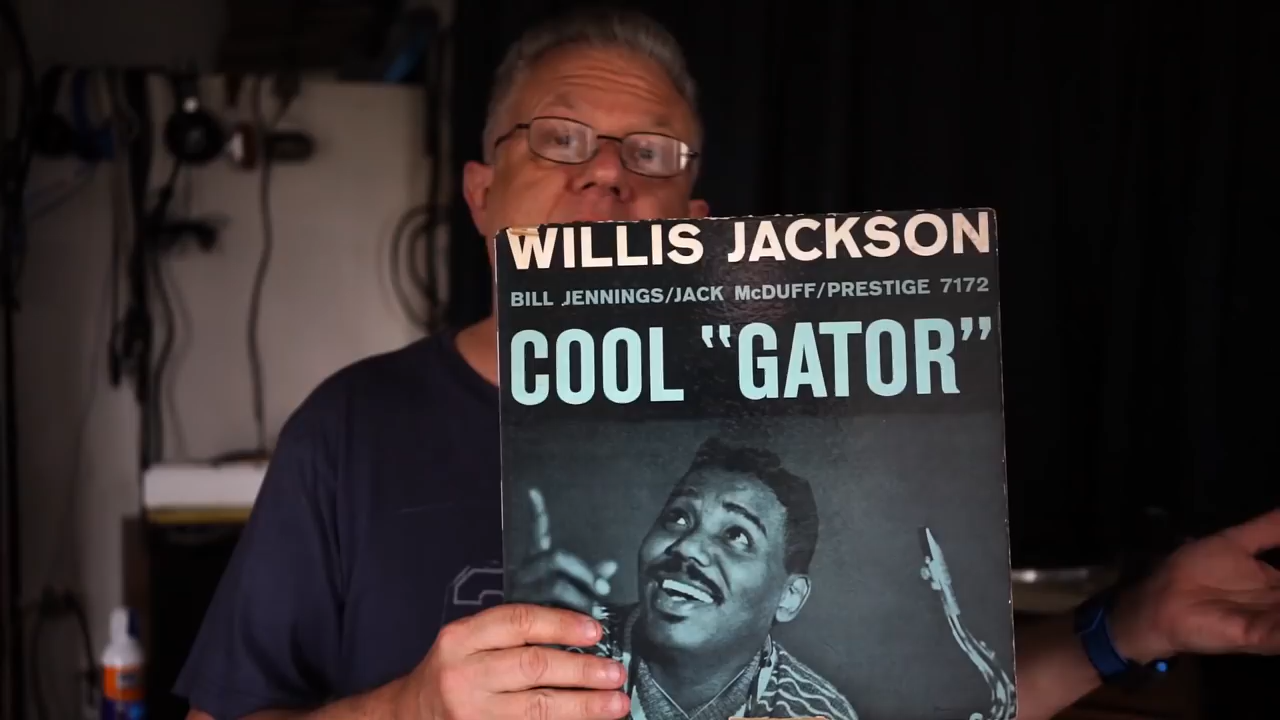 WILLIS JACKSON
BILL JENNINGS/JACK McDUFF/PRESTIGE 7172
COOL "GATOR"